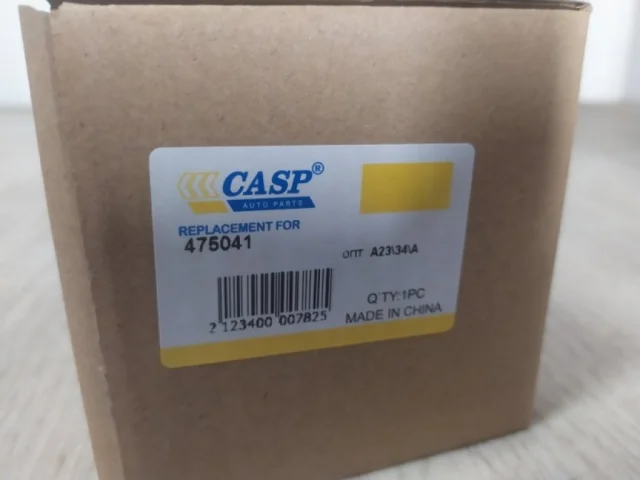 CASP®
AUTO PARTS
REPLACEMENT FOR
475041
опт A23\34\A
2 123400 007825
Q'TY:1PC
MADE IN CHINA